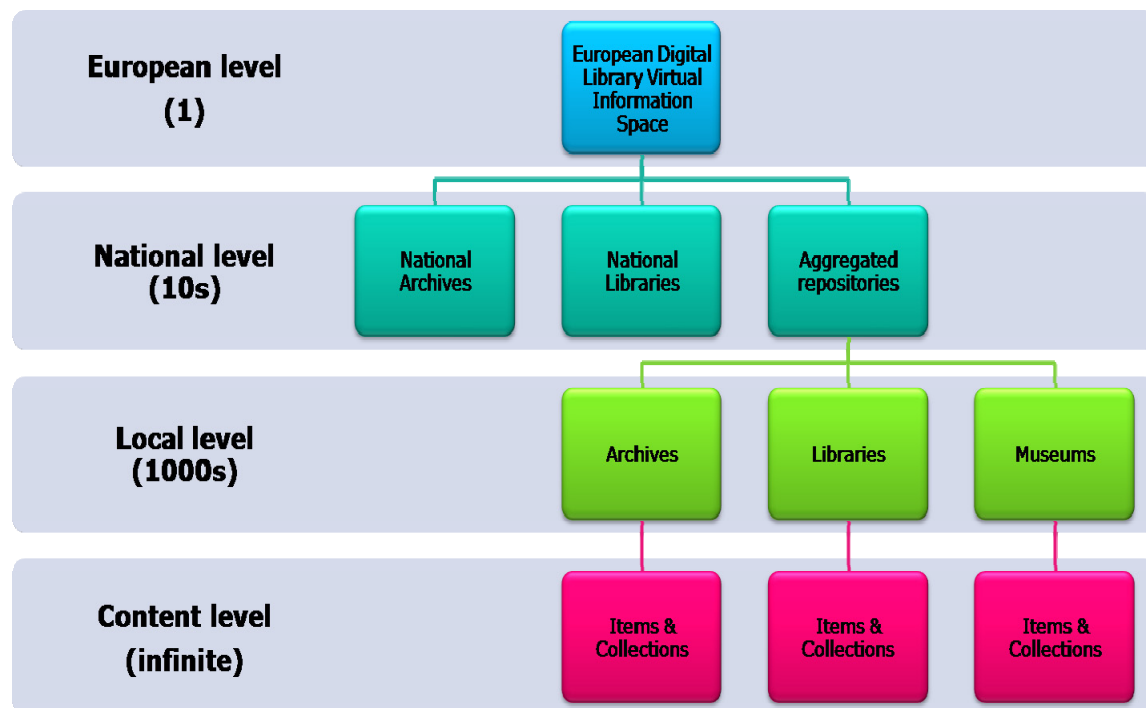 European level
(1)
European Digital
Library Virtual
Information
Space
National level
(10s)
National
Archives
National
Libraries
Aggregated
repositories
Local level
(1000s)
Archives
Libraries
Museums
Content level
(infinite)
Items &
Collections
Items &
Collections
Items &
Collections